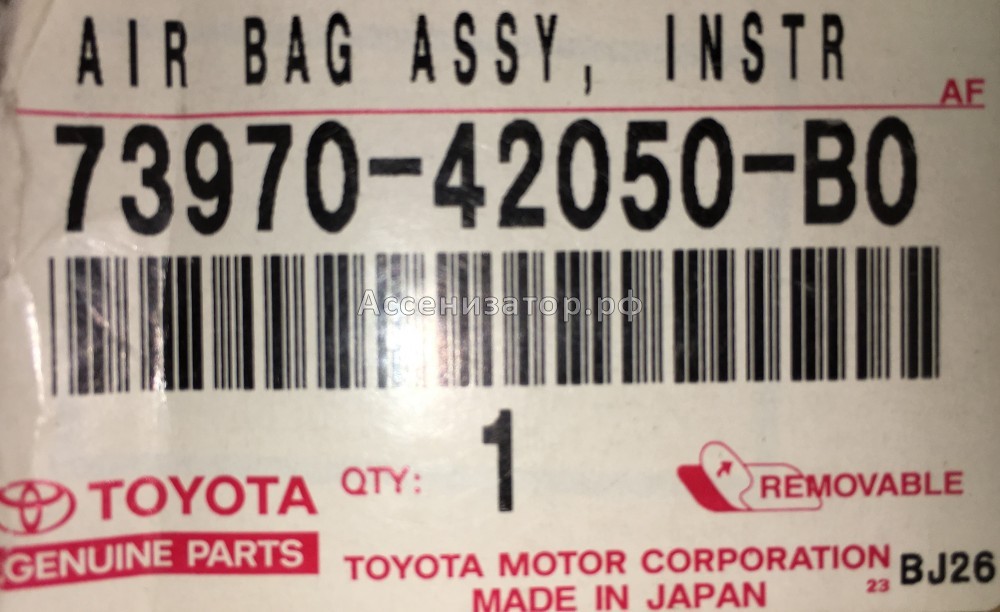 AIR BAG ASSY, INSTR
AF
73970-42050-B0
Ассенизатор.рф
QTY: 1
REMOVABLE
TOYOTA
GENUINE PARTS
TOYOTA MOTOR CORPORATION
23 BJ26
MADE IN JAPAN